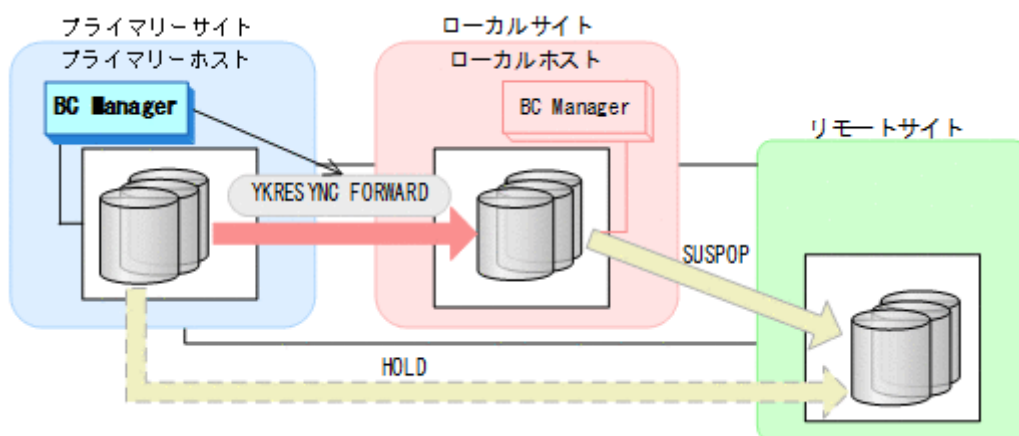 プライマリーサイト
プライマリーホスト
BC Manager
ローカルサイト
ローカルホスト
BC Manager
リモートサイト
YKRESYNC FORWARD
SUSPOP
HOLD